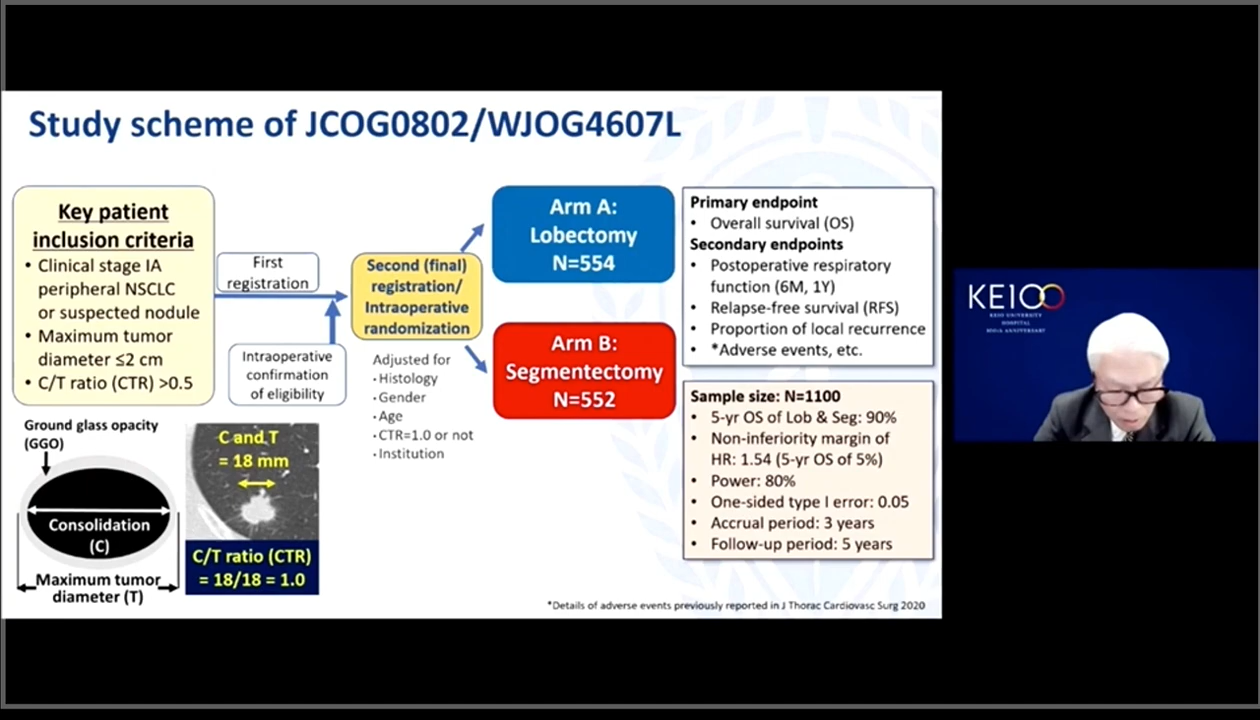 Study scheme of JCOG0802/WJOG4607L
Key patient
inclusion criteria
• Clinical stage IA
peripheral NSCLC
or suspected nodule
• Maximum tumor
diameter ≤2 cm
• C/T ratio (CTR) >0.5
First
registration
Intraoperative
confirmation
of eligibility
Second (final)
registration/
Intraoperative
randomization
Adjusted for
· Histology
· Gender
· Age
· CTR=1.0 or not
· Institution
Arm A:
Lobectomy
N=554
Arm B:
Segmentectomy
N=552
Primary endpoint
• Overall survival (OS)
Secondary endpoints
• Postoperative respiratory
function (6M, 1Y)
• Relapse-free survival (RFS)
• Proportion of local recurrence
• *Adverse events, etc.
Sample size: N=1100
• 5-yr OS of Lob & Seg: 90%
• Non-inferiority margin of
HR: 1.54 (5-yr OS of 5%)
• Power: 80%
• One-sided type I error: 0.05
• Accrual period: 3 years
• Follow-up period: 5 years
Ground glass opacity
(GGO)
Consolidation
(C)
Maximum tumor
diameter (T)
C and T
= 18 mm
C/T ratio (CTR)
= 18/18 = 1.0
*Details of adverse events previously reported in J Thorac Cardiovasc Surg 2020
KEIO
KEIO UNIVERSITY
HOSPITAL
100TH ANNIVERSARY